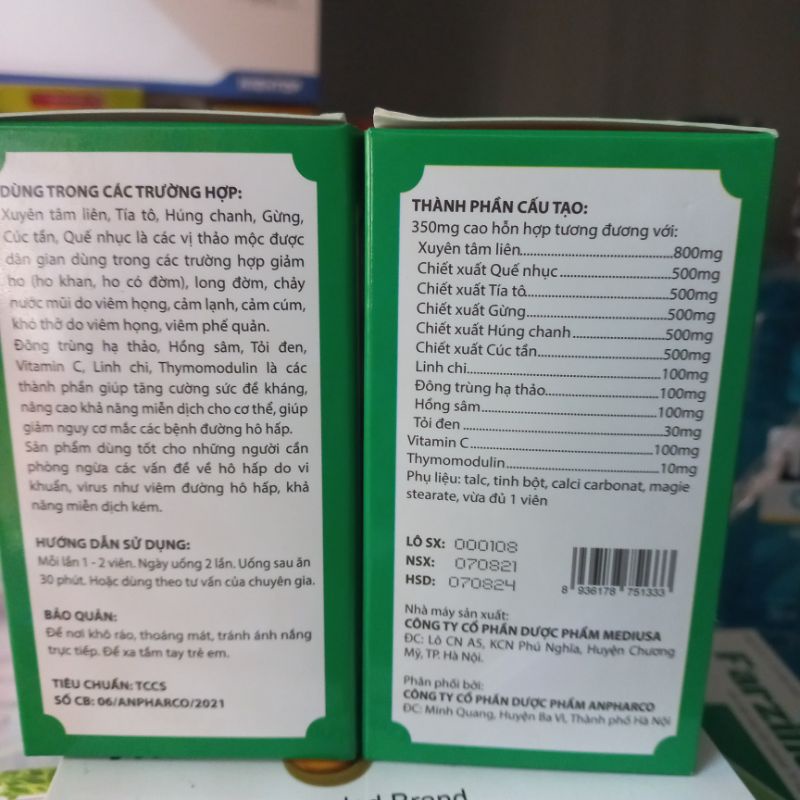 DÙNG TRONG CÁC TRƯỜNG HỢP:
Xuyên tâm liên, Tía tô, Húng chanh, Gừng,
Cúc tần, Quế nhục là các vị thảo mộc được
dân gian dùng trong các trường hợp giảm
ho (ho khan, ho có đờm), long đờm, chảy
nước mũi do viêm họng, cảm lạnh, cảm cúm,
khó thở do viêm họng, viêm phế quản.
Đông trùng hạ thảo, Hồng sâm, Tỏi đen,
Vitamin C, Linh chi, Thymomodulin là các
thành phần giúp tăng cường sức đề kháng,
nâng cao khả năng miễn dịch cho cơ thể, giúp
giảm nguy cơ mắc các bệnh đường hô hấp.
Sản phẩm dùng tốt cho những người cần
phòng ngừa các vấn đề về hô hấp do vi
khuẩn, virus như viêm đường hô hấp, khả
năng miễn dịch kém.
HƯỚNG DẪN SỬ DỤNG:
Mỗi lần 1 - 2 viên. Ngày uống 2 lần. Uống sau ăn
30 phút. Hoặc dùng theo tư vấn của chuyên gia.
BẢO QUẢN:
Để nơi khô ráo, thoáng mát, tránh ánh nắng
trực tiếp. Để xa tầm tay trẻ em.
TIÊU CHUẨN: TCCS
SỐ CB: 06/ANPHARCO/2021
THÀNH PHẦN CẤU TẠO:
350mg cao hỗn hợp tương đương với:
Xuyên tâm liên 800mg
Chiết xuất Quế nhục 500mg
Chiết xuất Tía tô 500mg
Chiết xuất Gừng 500mg
Chiết xuất Húng chanh 500mg
Chiết xuất Cúc tần 500mg
Linh chi 100mg
Đông trùng hạ thảo 100mg
Hồng sâm 100mg
Tỏi đen 30mg
Vitamin C 100mg
Thymomodulin 10mg
Phụ liệu: talc, tinh bột, calci carbonat, magie
stearate, vừa đủ 1 viên
LÔ SX: 000108
NSX: 070821
HSD: 070824
8 936178 751333
Nhà máy sản xuất:
CÔNG TY CỔ PHẦN DƯỢC PHẨM MEDIUSA
ĐC: Lô CN A5, KCN Phú Nghĩa, Huyện Chương
Mỹ, TP. Hà Nội.
Phân phối bởi:
CÔNG TY CỔ PHẦN DƯỢC PHẨM ANPHARCO
ĐC: Minh Quang, Huyện Ba Vì, Thành phố Hà Nội
Brand